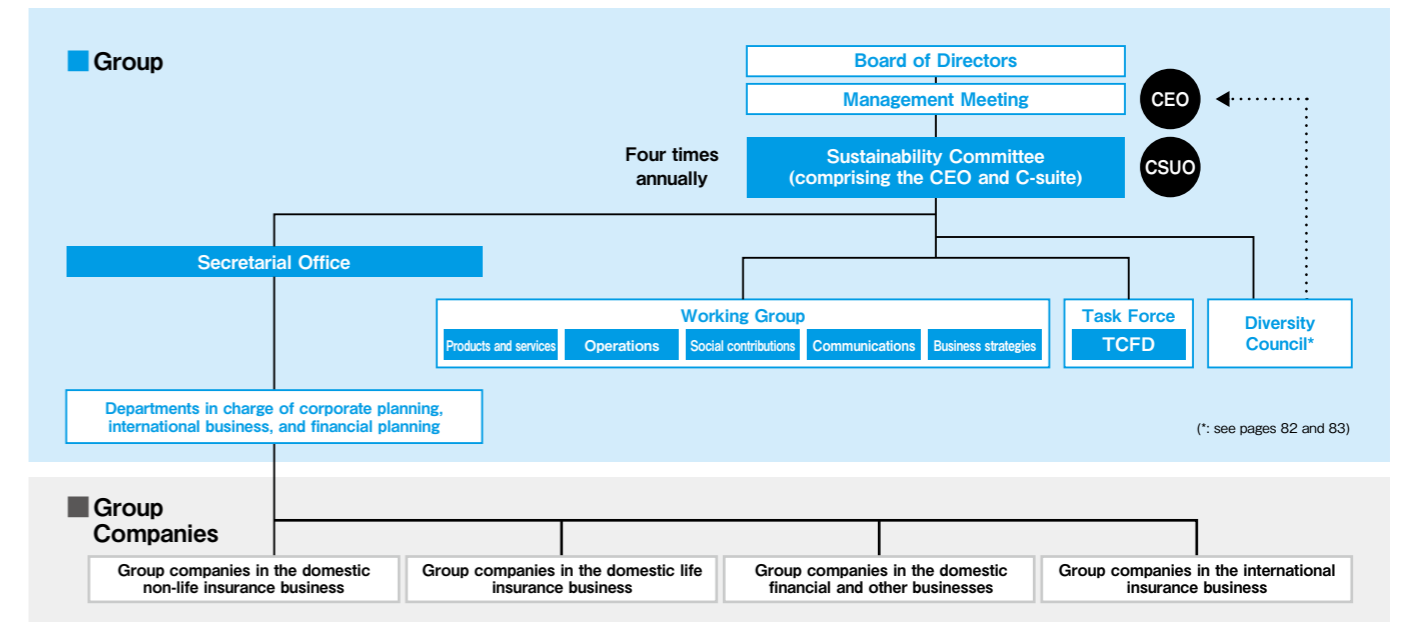 Group
Board of Directors
Management Meeting
CEO
Four times
annually
Sustainability Committee
(comprising the CEO and C-suite)
CSUO
Secretarial Office
Working Group
Products and services
Operations
Social contributions
Communications
Business strategies
Task Force
TCFD
Diversity
Council*
Departments in charge of corporate planning,
international business, and financial planning
(*: see pages 82 and 83)
Group
Companies
Group companies in the domestic
non-life insurance business
Group companies in the domestic life
insurance business
Group companies in the domestic
financial and other businesses
Group companies in the international
insurance business